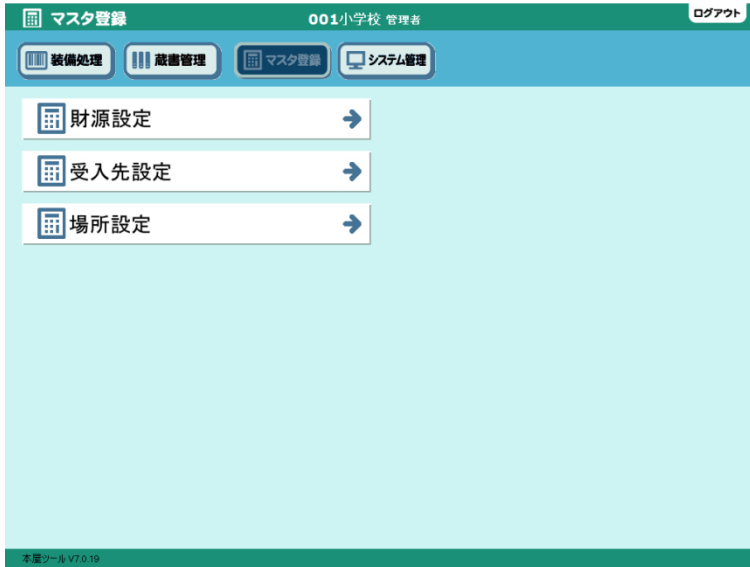 マスタ登録 001小学校 管理者 ログアウト
装備処理 蔵書管理 マスタ登録 システム管理
財源設定
受入先設定
場所設定
本屋ツール V7.0.19